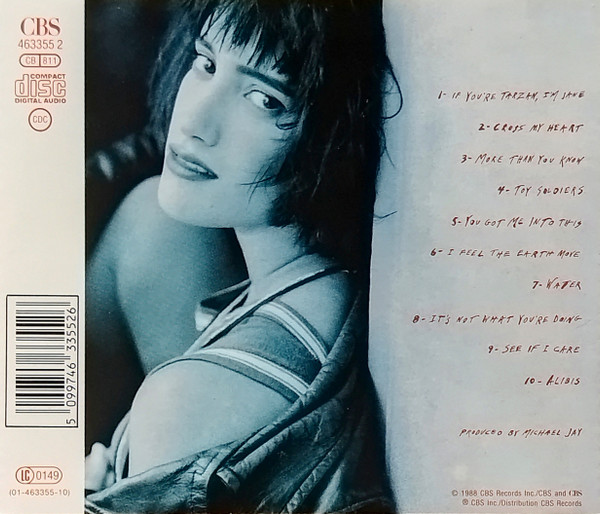 CBS
463355 2
CB 811
COMPACT
disc
DIGITAL AUDIO
CDC
1- IF YOU'RE TARZAN, I'M JANE
2- CROSS MY HEART
3- MORE THAN YOU KNOW
4- TOY SOLDIERS
5- YOU GOT ME INTO THIS
6- I FEEL THE EARTH MOVE
7- WATER
8- IT'S NOT WHAT YOU'RE DOING
9- SEE IF I CARE
10- ALIBIS
PRODUCED BY MICHAEL JAY
5 099746 335526
LC 0149
(01-463355-10)
© 1988 CBS Records Inc./CBS and CBS
℗ CBS Inc./Distribution CBS Records